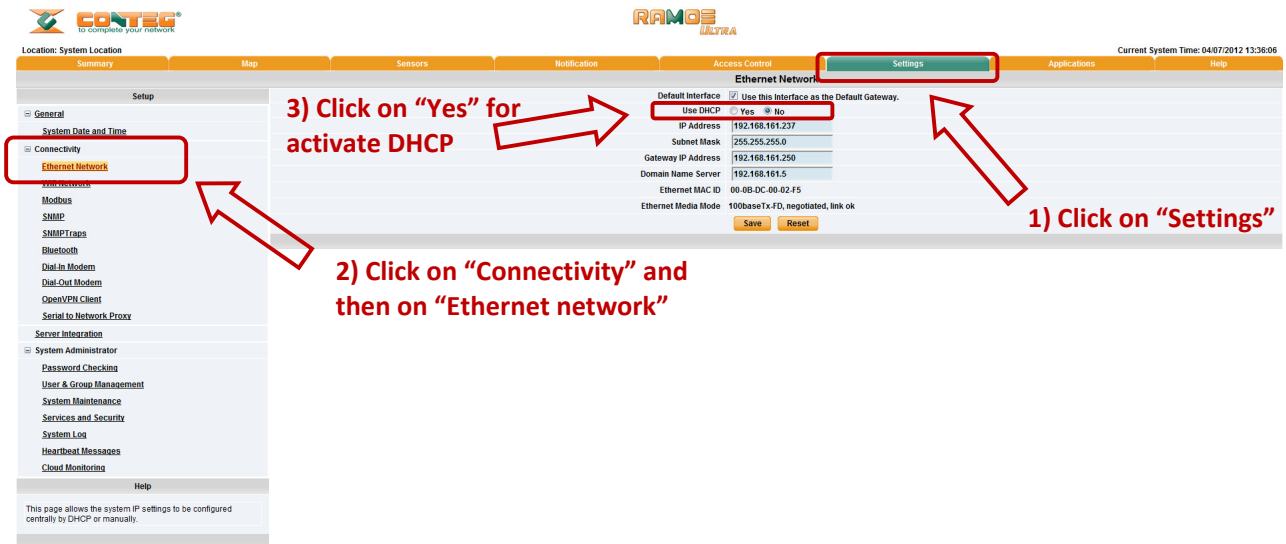 CONTEG®
to complete your network
RAMOS
ULTRA
Location: System Location
Current System Time: 04/07/2012 13:36:06
Summary Map Sensors Notification Access Control Settings Applications Help
Ethernet Network
Setup
General
System Date and Time
Connectivity
Ethernet Network
Wifi Network
Modbus
SNMP
SNMPTraps
Bluetooth
Dial-In Modem
Dial-Out Modem
OpenVPN Client
Serial to Network Proxy
Server Integration
System Administrator
Password Checking
User & Group Management
System Maintenance
Services and Security
System Log
Heartbeat Messages
Cloud Monitoring
Help
This page allows the system IP settings to be configured
centrally by DHCP or manually.
Default Interface Use this Interface as the Default Gateway.
Use DHCP Yes No
IP Address 192.168.161.237
Subnet Mask 255.255.255.0
Gateway IP Address 192.168.161.250
Domain Name Server 192.168.161.5
Ethernet MAC ID 00-0B-DC-00-02-F5
Ethernet Media Mode 100baseTx-FD, negotiated, link ok
Save Reset
3) Click on “Yes” for
activate DHCP
1) Click on “Settings”
2) Click on “Connectivity” and
then on “Ethernet network”